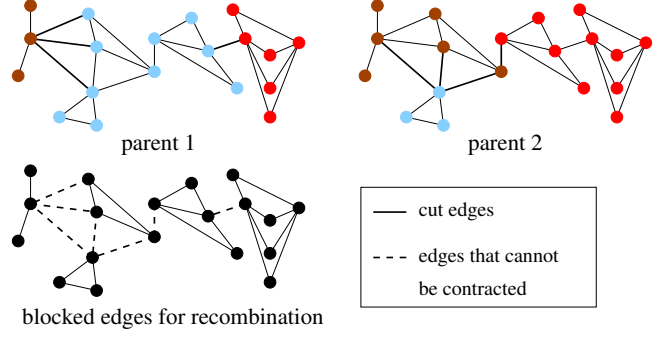 parent 1
parent 2
cut edges
edges that cannot
be contracted
blocked edges for recombination